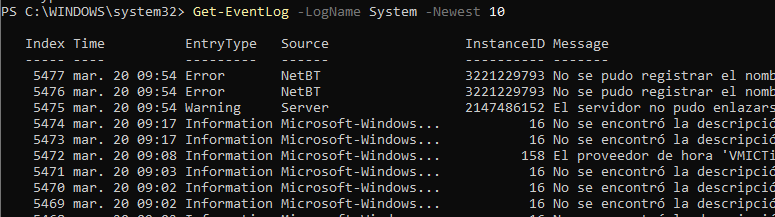 PS C:\WINDOWS\system32> Get-EventLog -LogName System -Newest 10
Index Time EntryType Source InstanceID Message
----- ---- --------- ------ ---------- -------
5477 mar. 20 09:54 Error NetBT 3221229793 No se pudo registrar el nomb
5476 mar. 20 09:54 Error NetBT 3221229793 No se pudo registrar el nomb
5475 mar. 20 09:54 Warning Server 2147486152 El servidor no pudo enlazars
5474 mar. 20 09:17 Information Microsoft-Windows... 16 No se encontró la descripció
5473 mar. 20 09:17 Information Microsoft-Windows... 16 No se encontró la descripció
5472 mar. 20 09:08 Information Microsoft-Windows... 158 El proveedor de hora 'VMICTi
5471 mar. 20 09:03 Information Microsoft-Windows... 16 No se encontró la descripció
5470 mar. 20 09:02 Information Microsoft-Windows... 16 No se encontró la descripció
5469 mar. 20 09:02 Information Microsoft-Windows... 16 No se encontró la descripció